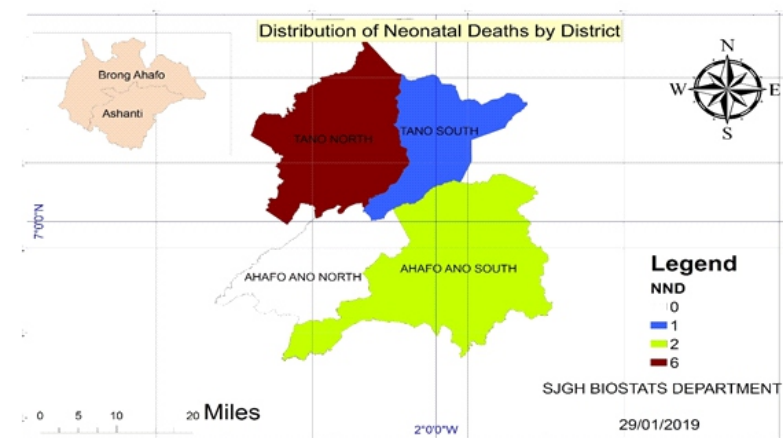 Distribution of Neonatal Deaths by District
Brong Ahafo
Ashanti
N
W
E
S
TANO NORTH
TANO SOUTH
7°0'0"N
AHAFO ANO NORTH
AHAFO ANO SOUTH
Legend
NND
0
1
2
6
SJGH BIOSTATS DEPARTMENT
0 5 10 20 Miles
2°0'0"W
29/01/2019